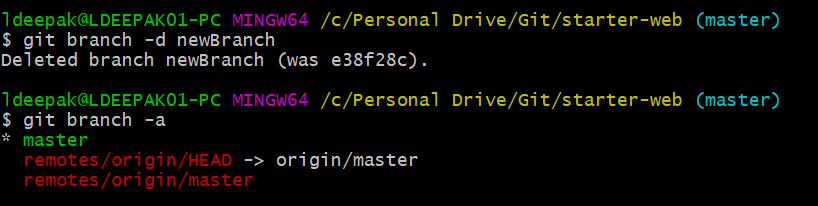 ldeepak@LDEEPAK01-PC MINGW64 /c/Personal Drive/Git/starter-web (master)
$ git branch -d newBranch
Deleted branch newBranch (was e38f28c).
ldeepak@LDEEPAK01-PC MINGW64 /c/Personal Drive/Git/starter-web (master)
$ git branch -a
* master
remotes/origin/HEAD -> origin/master
remotes/origin/master